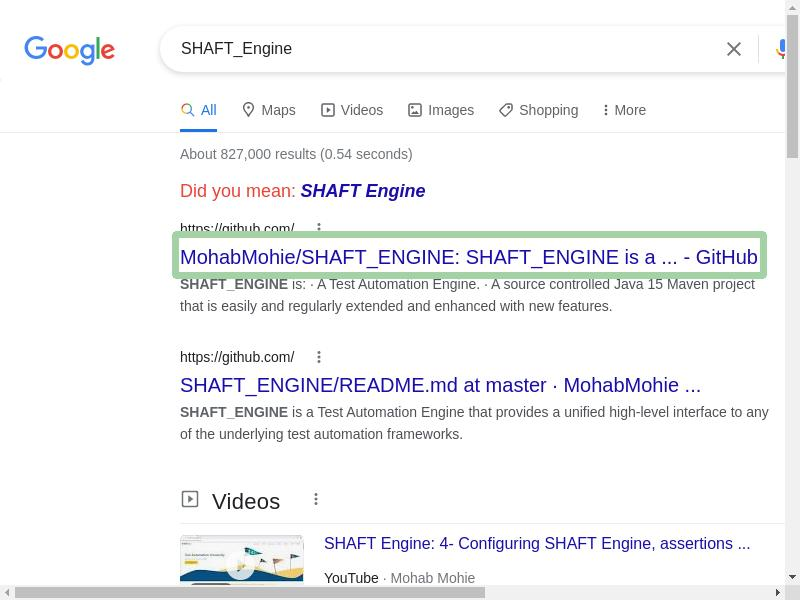 Google
SHAFT_Engine
All
Maps
Videos
Images
Shopping
More
About 827,000 results (0.54 seconds)
Did you mean: SHAFT Engine
https://github.com/
MohabMohie/SHAFT_ENGINE: SHAFT_ENGINE is a ... - GitHub
SHAFT_ENGINE is: · A Test Automation Engine. · A source controlled Java 15 Maven project
that is easily and regularly extended and enhanced with new features.
https://github.com/
SHAFT_ENGINE/README.md at master · MohabMohie ...
SHAFT_ENGINE is a Test Automation Engine that provides a unified high-level interface to any
of the underlying test automation frameworks.
Videos
SHAFT Engine: 4- Configuring SHAFT Engine, assertions ...
YouTube · Mohab Mohie